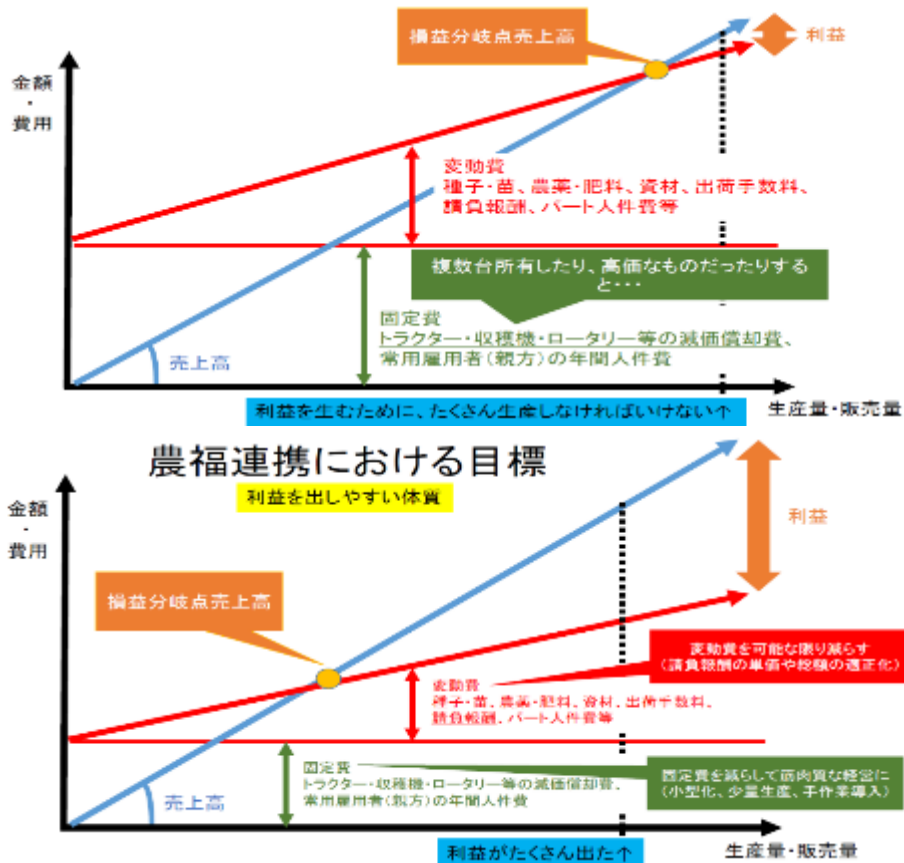 損益分岐点売上高
利益
金額
・
費用
変動費
種子・苗、農薬・肥料、資材、出荷手数料、
請負報酬、パート人件費等
複数台所有したり、高価なものだったりする
と・・・
固定費
トラクター・収穫機・ロータリー等の減価償却費、
常用雇用者(親方)の年間人件費
売上高
利益を生むために、たくさん生産しなければいけない↑
生産量・販売量
農福連携における目標
利益を出しやすい体質
金額
・
費用
利益
損益分岐点売上高
変動費を可能な限り減らす
(請負報酬の単価や総額の適正化)
変動費
種子・苗、農薬・肥料、資材、出荷手数料、
請負報酬、パート人件費等
固定費
トラクター・収穫機・ロータリー等の減価償却費、
常用雇用者(親方)の年間人件費
固定費を減らして筋肉質な経営に
(小型化、少量生産、手作業導入)
売上高
利益がたくさん出た↑
生産量・販売量